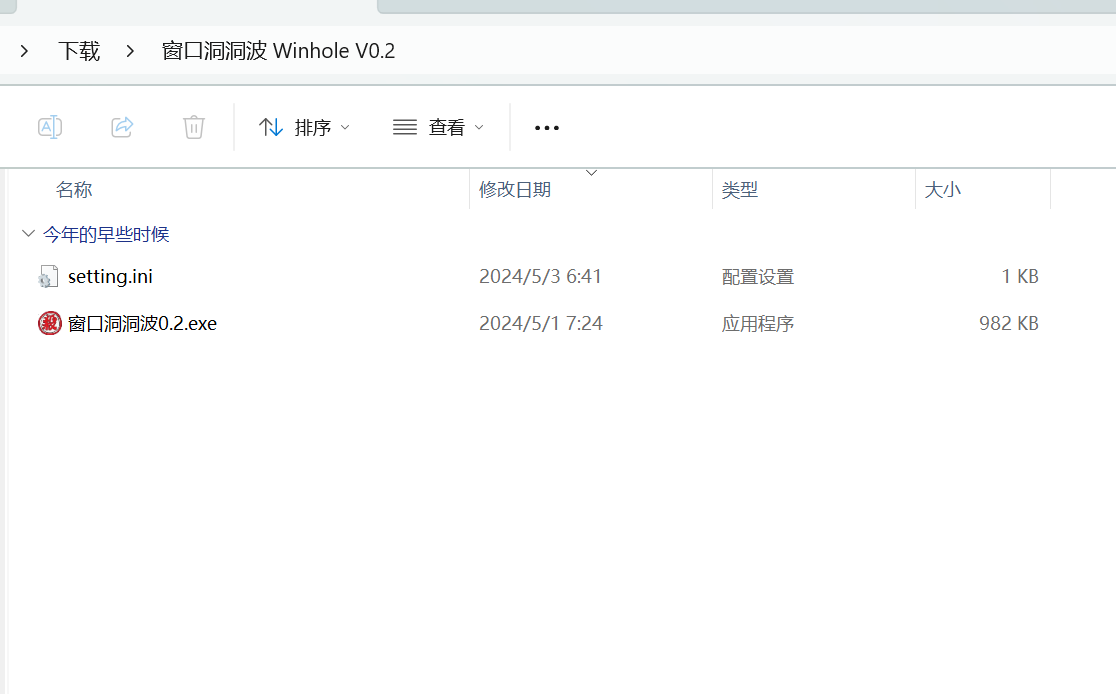 下载 窗口洞洞波 Winhole V0.2
排序 查看
名称 修改日期 类型 大小
今年的早些时候
setting.ini 2024/5/3 6:41 配置设置 1 KB
窗口洞洞波0.2.exe 2024/5/1 7:24 应用程序 982 KB